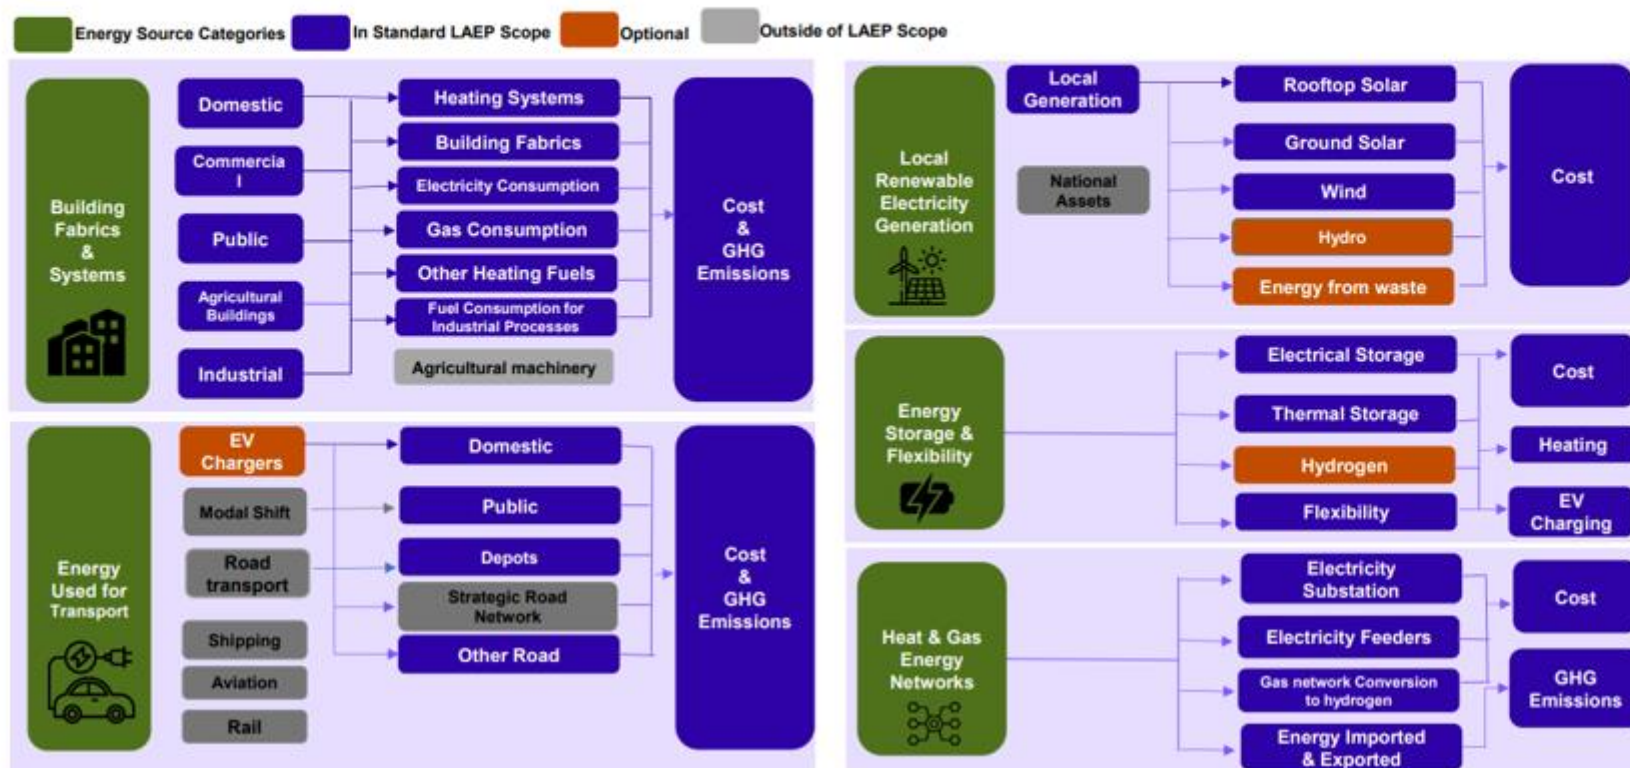 Energy Source Categories
In Standard LAEP Scope
Optional
Outside of LAEP Scope
Building
Fabrics
&
Systems
Domestic
Commercia
l
Public
Agricultural
Buildings
Industrial
Heating Systems
Building Fabrics
Electricity Consumption
Gas Consumption
Other Heating Fuels
Fuel Consumption for
Industrial Processes
Agricultural machinery
Cost
&
GHG
Emissions
Energy
Used for
Transport
EV
Chargers
Modal Shift
Road
transport
Shipping
Aviation
Rail
Domestic
Public
Depots
Strategic Road
Network
Other Road
Cost
&
GHG
Emissions
Local
Renewable
Electricity
Generation
Local
Generation
National
Assets
Rooftop Solar
Ground Solar
Wind
Hydro
Energy from waste
Cost
Energy
Storage &
Flexibility
Electrical Storage
Thermal Storage
Hydrogen
Flexibility
Cost
Heating
EV
Charging
Heat & Gas
Energy
Networks
Electricity
Substation
Electricity Feeders
Gas network Conversion
to hydrogen
Energy Imported
& Exported
Cost
GHG
Emissions